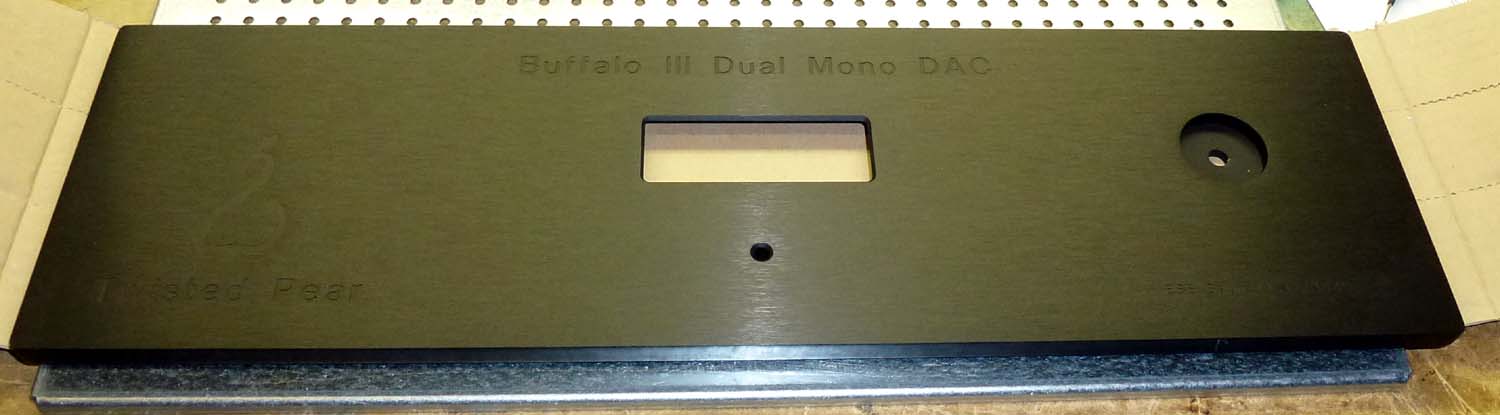 Buffalo III Dual Mono DAC
Twisted Pear